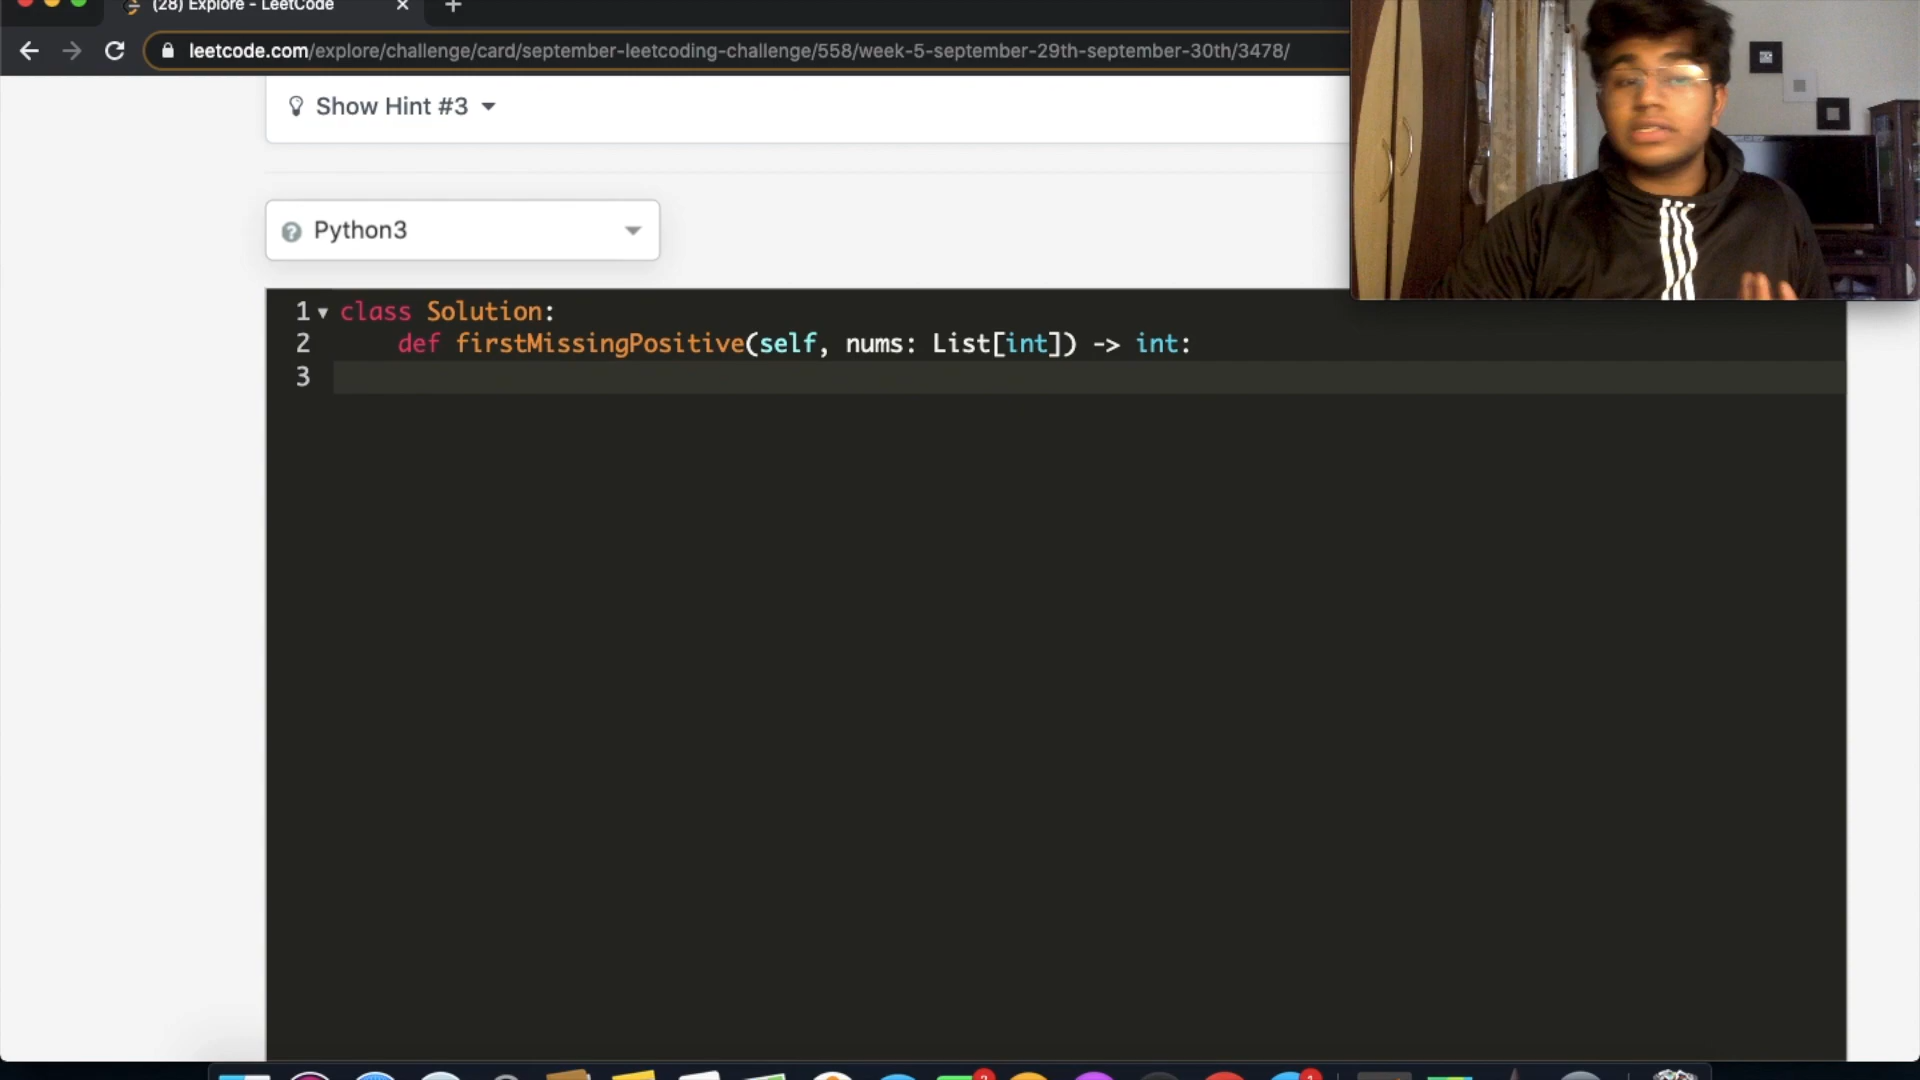 (28) Explore - LeetCode
leetcode.com/explore/challenge/card/september-leetcoding-challenge/558/week-5-september-29th-september-30th/3478/
Show Hint #3
Python3
1 class Solution:
2 def firstMissingPositive(self, nums: List[int]) -> int:
3